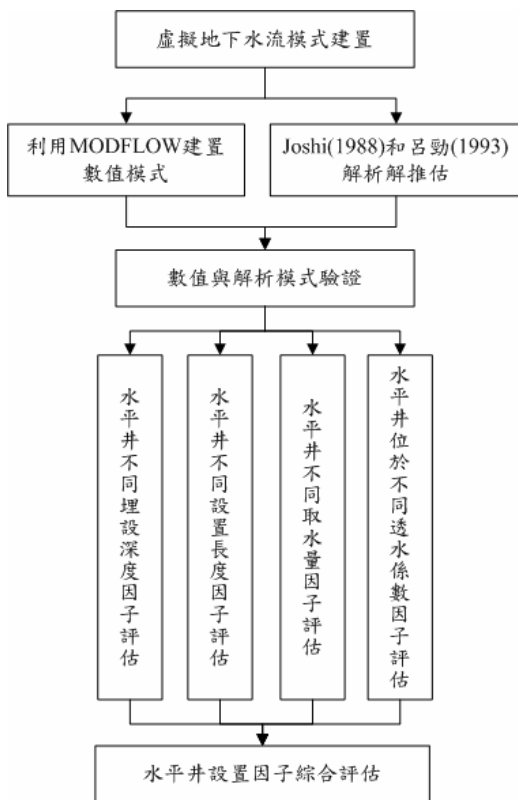 虛擬地下水流模式建置
利用MODFLOW建置
數值模式
Joshi(1988)和呂勁(1993)
解析解推估
數值與解析模式驗證
水平井不同埋設深度因子評估
水平井不同設置長度因子評估
水平井不同取水量因子評估
水平井位於不同透水係數因子評估
水平井設置因子綜合評估